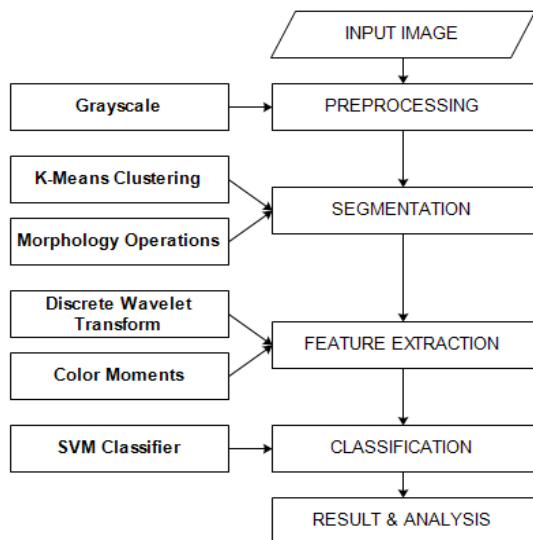 INPUT IMAGE
Grayscale
PREPROCESSING
K-Means Clustering
SEGMENTATION
Morphology Operations
Discrete Wavelet
Transform
FEATURE EXTRACTION
Color Moments
SVM Classifier
CLASSIFICATION
RESULT & ANALYSIS